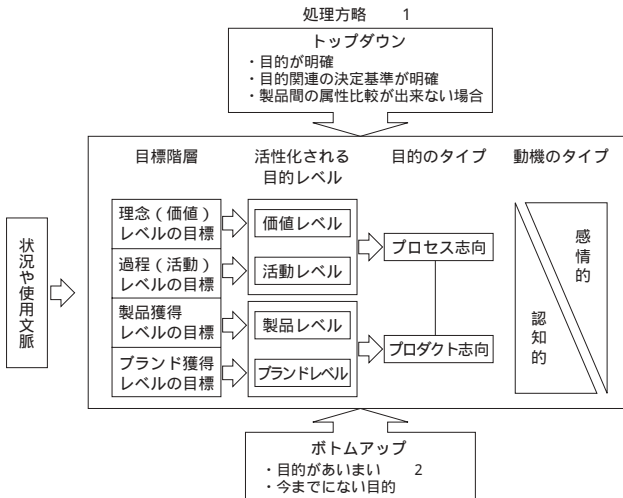 処理方略　1
トップダウン
・目的が明確
・目的関連の決定基準が明確
・製品間の属性比較が出来ない場合
目標階層
活性化される
目的レベル
目的のタイプ
動機のタイプ
状況や使用文脈
理念（価値）
レベルの目標
過程（活動）
レベルの目標
製品獲得
レベルの目標
ブランド獲得
レベルの目標
価値レベル
活動レベル
製品レベル
ブランドレベル
プロセス志向
プロダクト志向
感情的
認知的
ボトムアップ
・目的があいまい　2
・今までにない目的